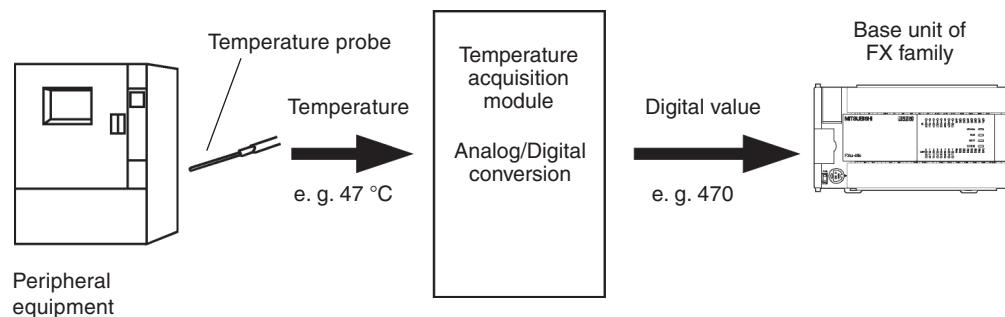 Temperature probe
Temperature
e. g. 47 °C
Peripheral
equipment
Temperature
acquisition
module
Analog/Digital
conversion
Digital value
e. g. 470
Base unit of
FX family
MITSUBISHI